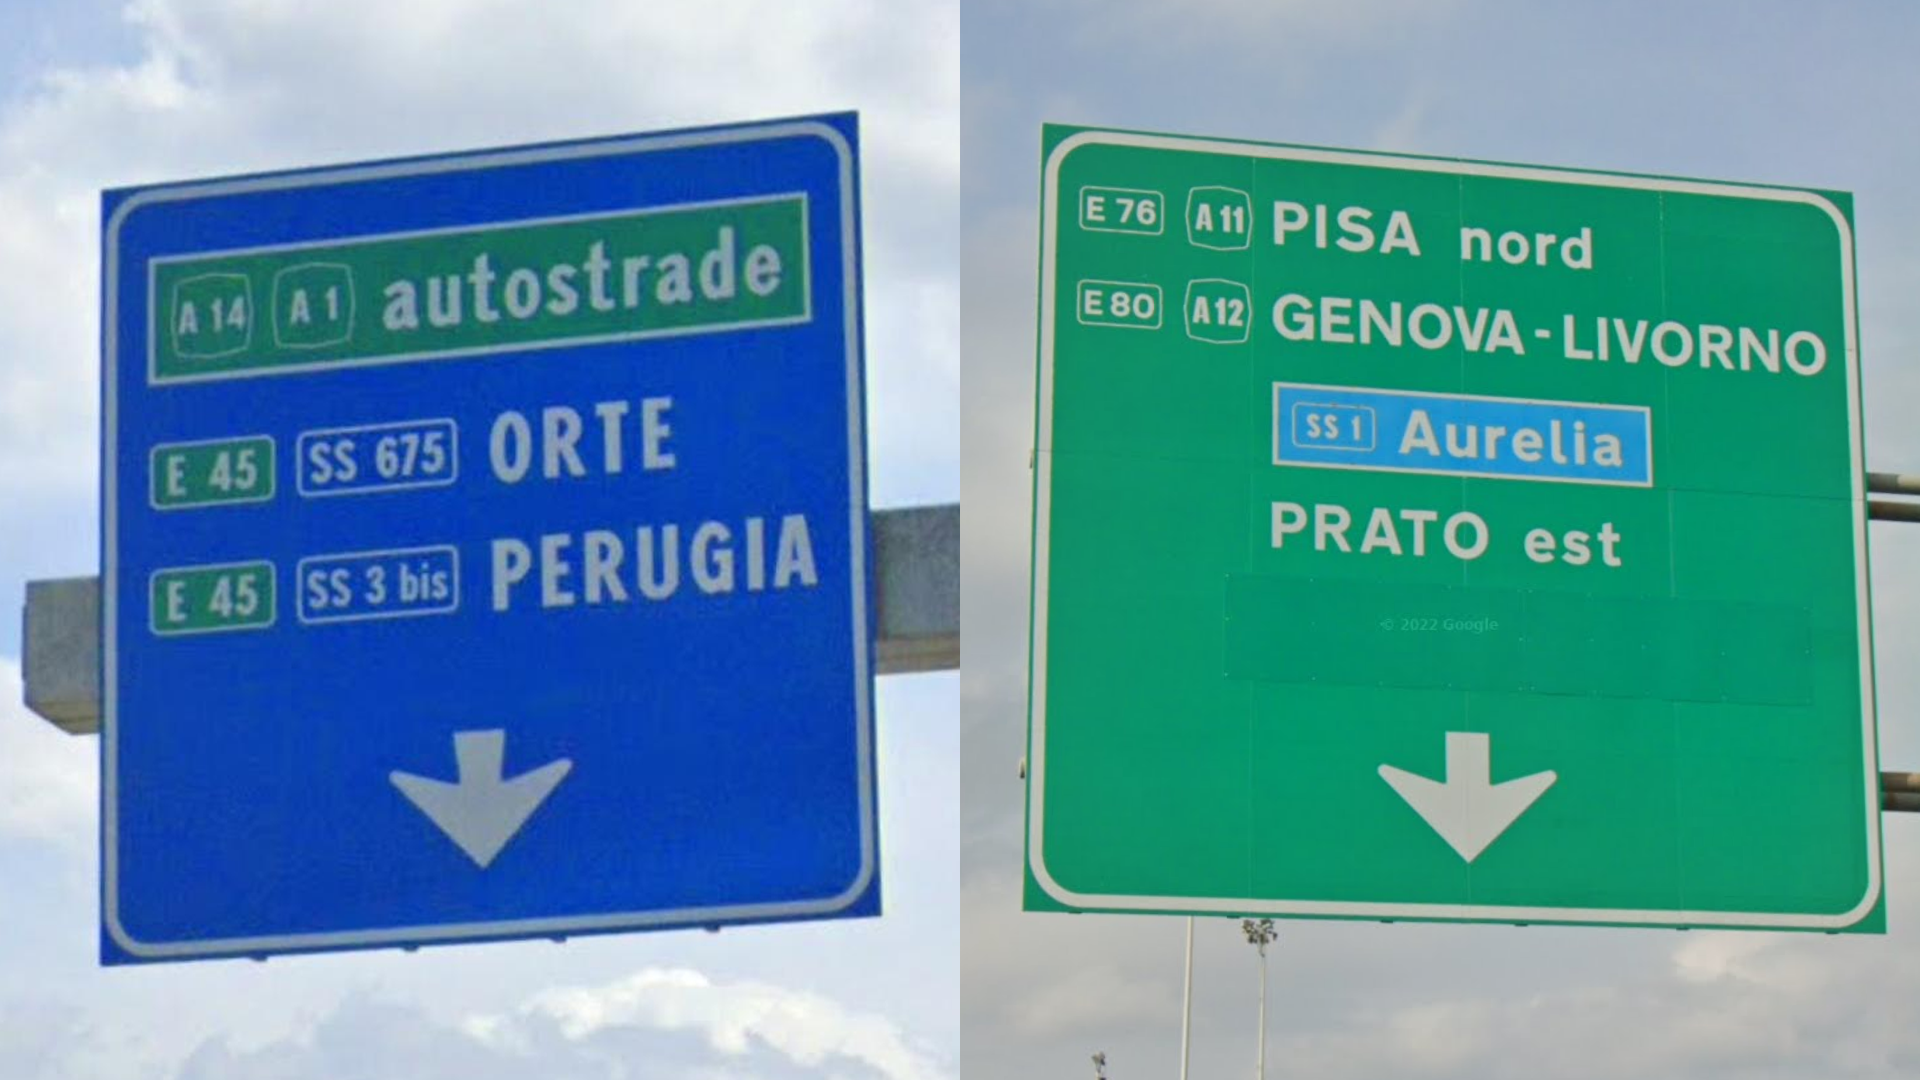 A 14 A 1 autostrade
E 45 SS 675 ORTE
E 45 SS 3 bis PERUGIA
E 76 A 11 PISA nord
E 80 A12 GENOVA - LIVORNO
SS 1 Aurelia
PRATO est
© 2022 Google